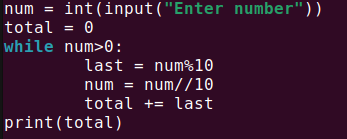 num = int(input("Enter number"))
total = 0
while num>0:
        last = num%10
        num = num//10
        total += last
print(total)